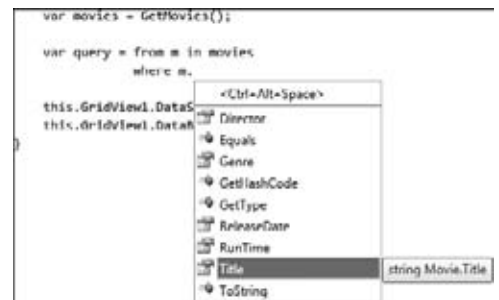 var movies = GetMovies();
var query = from m in movies
where m.
<Ctrl+Alt+Space>
this.GridView1.DataS
Director
this.GridView1.DataB
Equals
}
Genre
GetHashCode
GetType
ReleaseDate
RunTime
Title
string Movie.Title
ToString